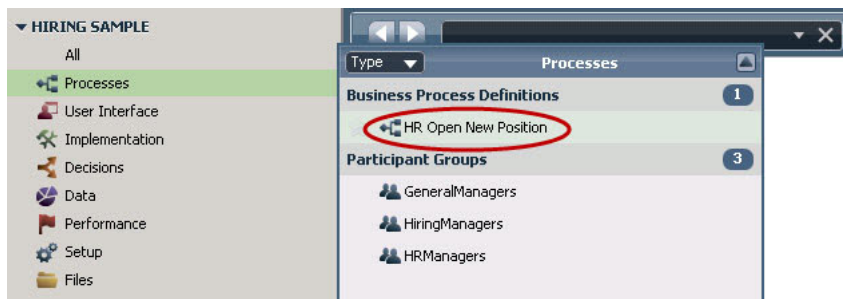 HIRING SAMPLE
All
Processes
User Interface
Implementation
Decisions
Data
Performance
Setup
Files
Type
Processes
Business Process Definitions 1
HR Open New Position
Participant Groups 3
GeneralManagers
HiringManagers
HRManagers